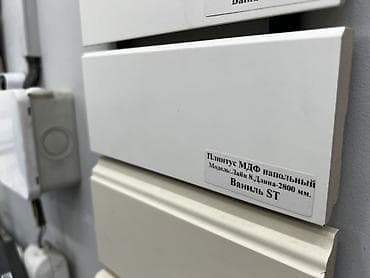 Плинтус МДФ напольный
Модель:Лайн 8,Длина-2800 мм.
Ваниль ST